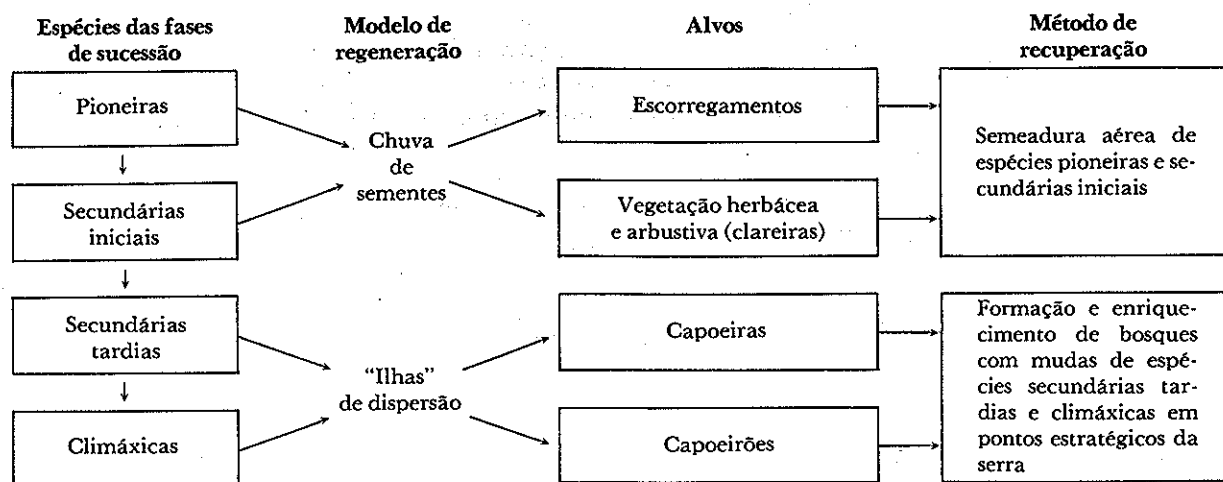 Espécies das fases
de sucessão
Modelo de
regeneração
Alvos
Método de
recuperação
Pioneiras
Secundárias
iniciais
Secundárias
tardias
Climáxicas
Chuva
de
sementes
“Ilhas”
de dispersão
Escorregamentos
Vegetação herbácea
e arbustiva (clareiras)
Capoeiras
Capoeirões
Semeadura aérea de
espécies pioneiras e se-
cundárias iniciais
Formação e enrique-
cimento de bosques
com mudas de espé-
cies secundárias tar-
dias e climáxicas em
pontos estratégicos da
serra